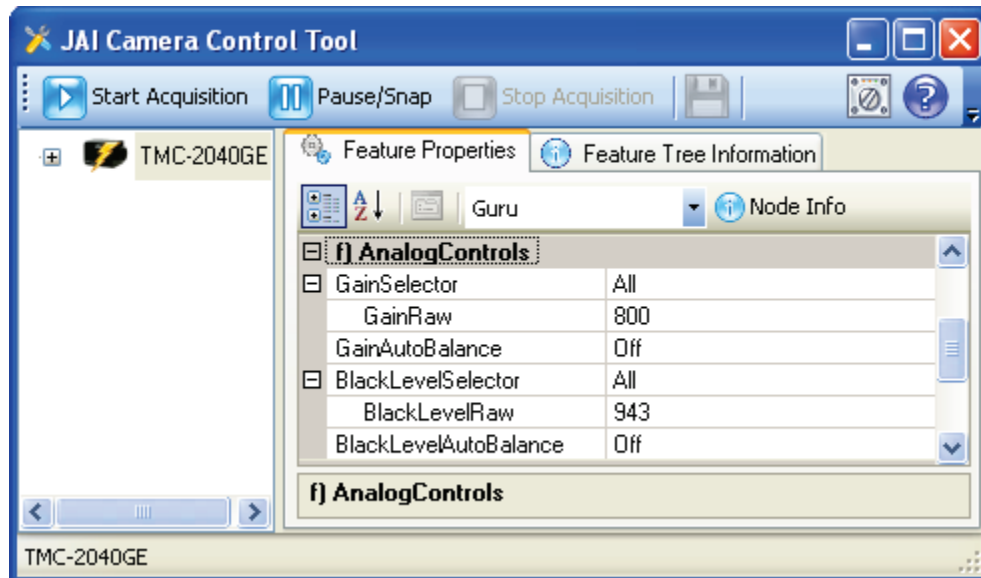 JAI Camera Control Tool
Start Acquisition Pause/Snap Stop Acquisition
TMC-2040GE
Feature Properties Feature Tree Information
A Z Guru Node Info
f) AnalogControls
GainSelector All
GainRaw 800
GainAutoBalance Off
BlackLevelSelector All
BlackLevelRaw 943
BlackLevelAutoBalance Off
f) AnalogControls
TMC-2040GE